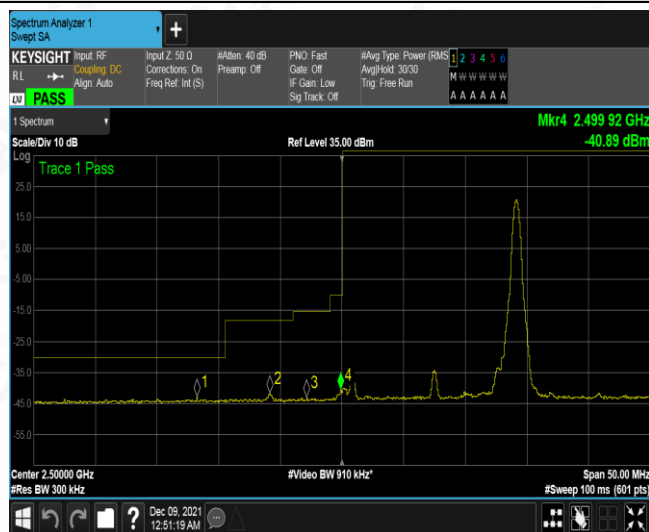 Spectrum Analyzer 1
Swept SA
+
KEYSIGHT
RL
LXI PASS
Input: RF
Coupling: DC
Align: Auto
Input Z: 50 Ω
Corrections: On
Freq Ref: Int (S)
#Atten: 40 dB
Preamp: Off
PNO: Fast
Gate: Off
IF Gain: Low
Sig Track: Off
#Avg Type: Power (RMS
Avg|Hold: 30/30
Trig: Free Run
1 2 3 4 5 6
M W W W W W
A A A A A A
1 Spectrum
Mkr4 2.499 92 GHz
Scale/Div 10 dB
Ref Level 35.00 dBm
-40.89 dBm
Log
Trace 1 Pass
25.0
15.0
5.00
-5.00
-15.0
-25.0
-35.0
1
2
3
4
-45.0
-55.0
Center 2.50000 GHz
#Video BW 910 kHz*
Span 50.00 MHz
#Res BW 300 kHz
#Sweep 100 ms (601 pts)
?
Dec 09, 2021
12:51:19 AM